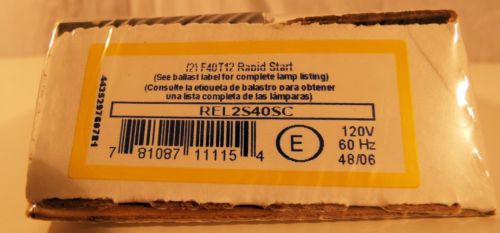 (2) F40T12 Rapid Start
(See ballast label for complete lamp listing)
(Consulte la etiqueta de balastro para obtener
una lista completa de las lámparas)
REL2S40SC
7 81087 11115 4
E
120V
60 Hz
48/06
443529760721